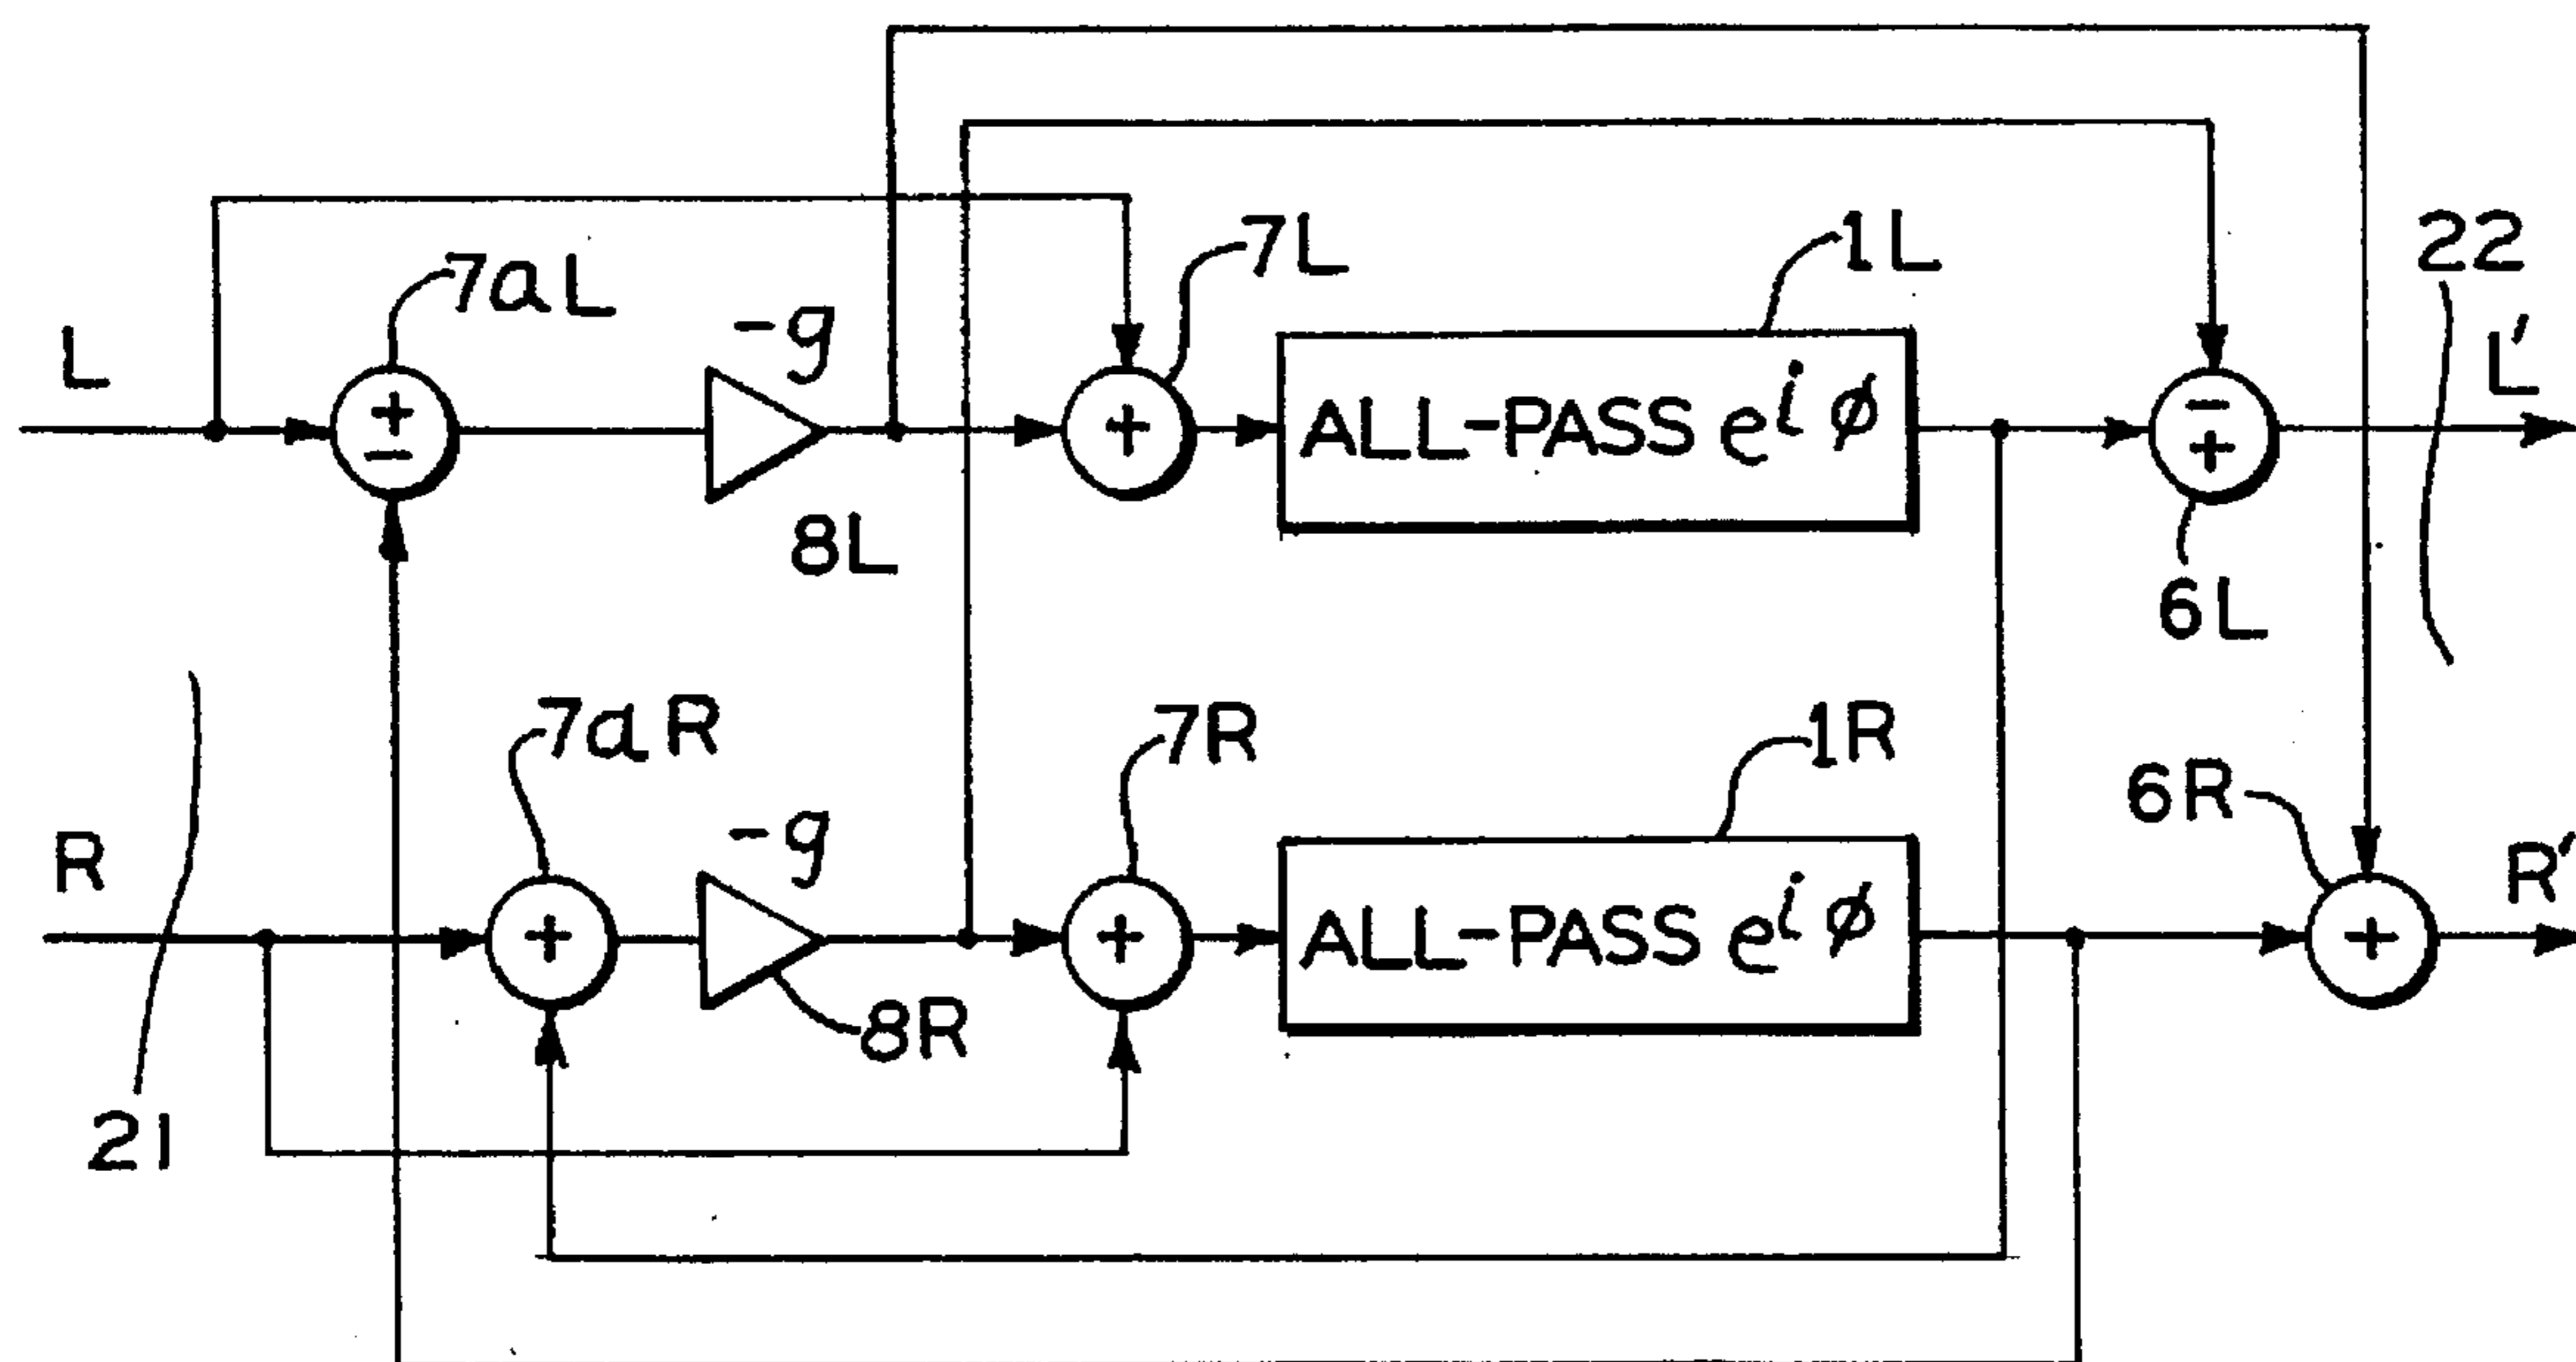 7aL
7L
1L
22
L
-g
+
-
8L
+
ALL-PASS e^iφ
-
+
L'
6L
7aR
7R
1R
6R
R
-g
+
8R
+
ALL-PASS e^iφ
+
R'
21